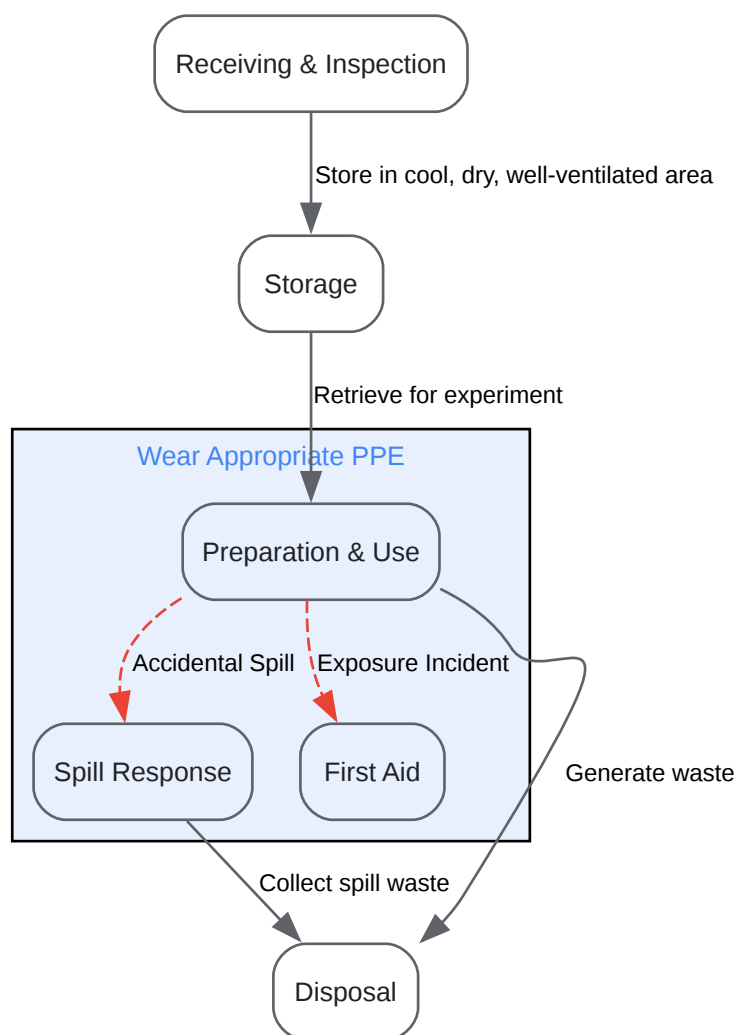 Receiving & Inspection
Store in cool, dry, well-ventilated area
Storage
Retrieve for experiment
Wear Appropriate PPE
Preparation & Use
Accidental Spill
Exposure Incident
Spill Response
First Aid
Generate waste
Collect spill waste
Disposal